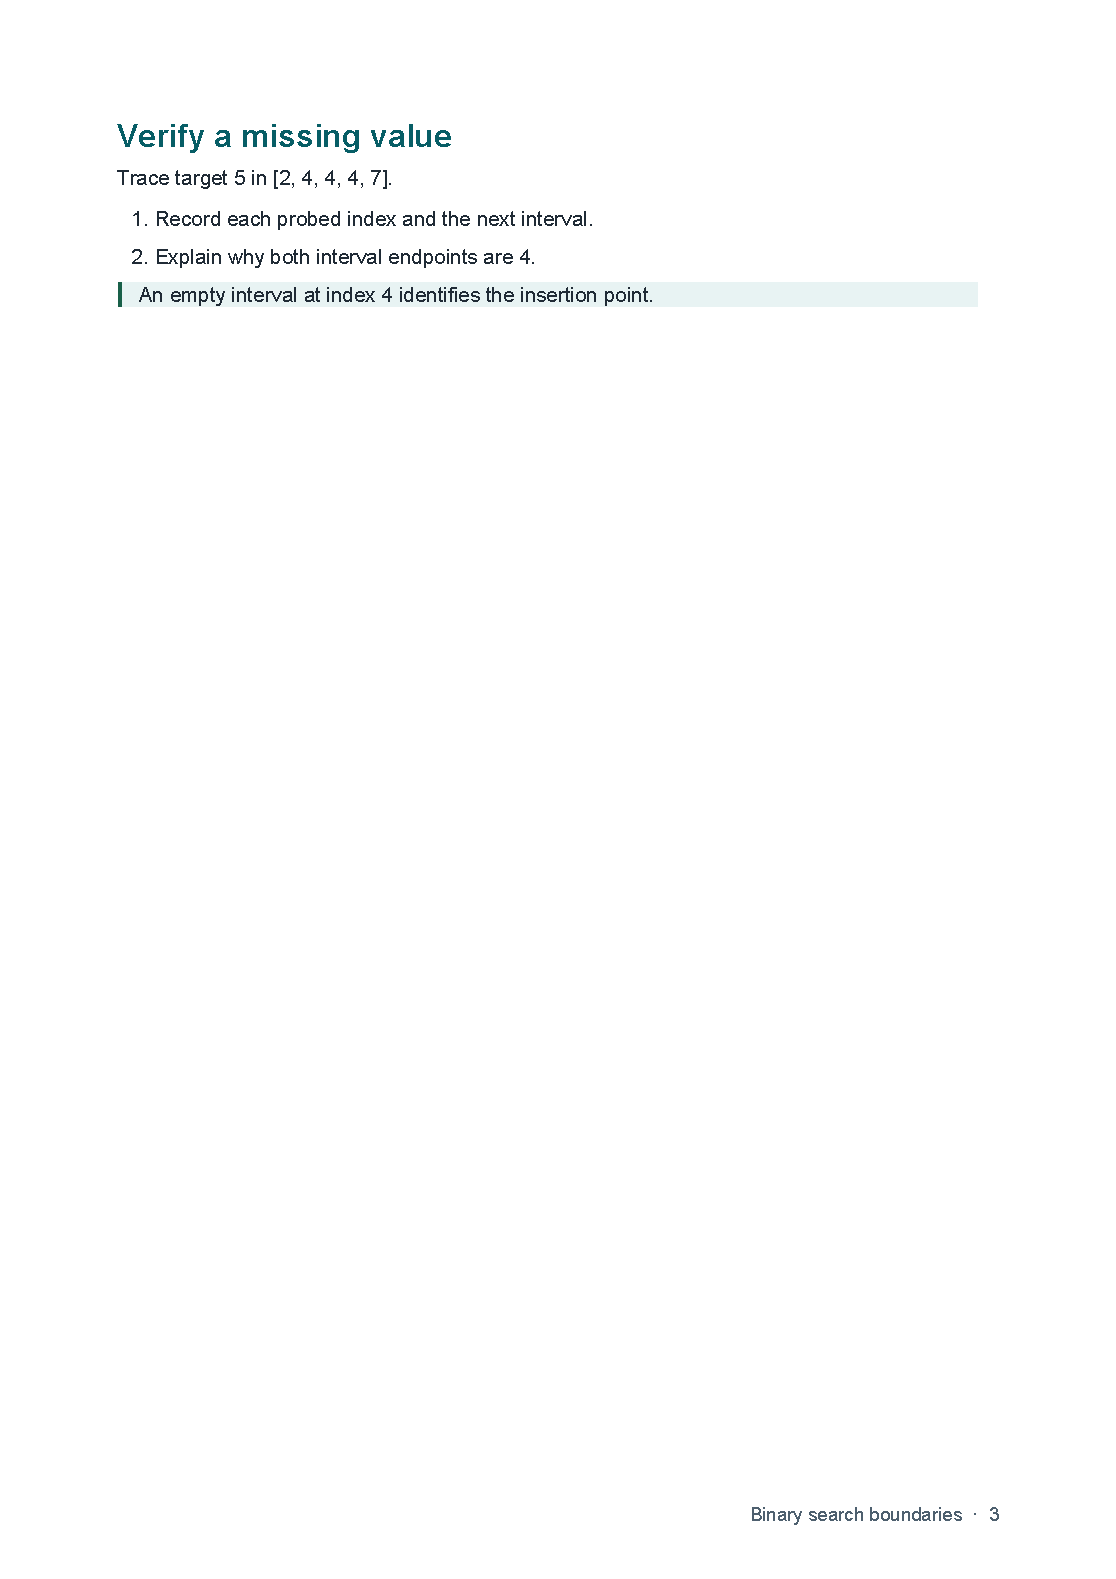 Verify a missing value
Trace target 5 in [2, 4, 4, 4, 7].
1. Record each probed index and the next interval.
2. Explain why both interval endpoints are 4.
An empty interval at index 4 identifies the insertion point.
Binary search boundaries · 3